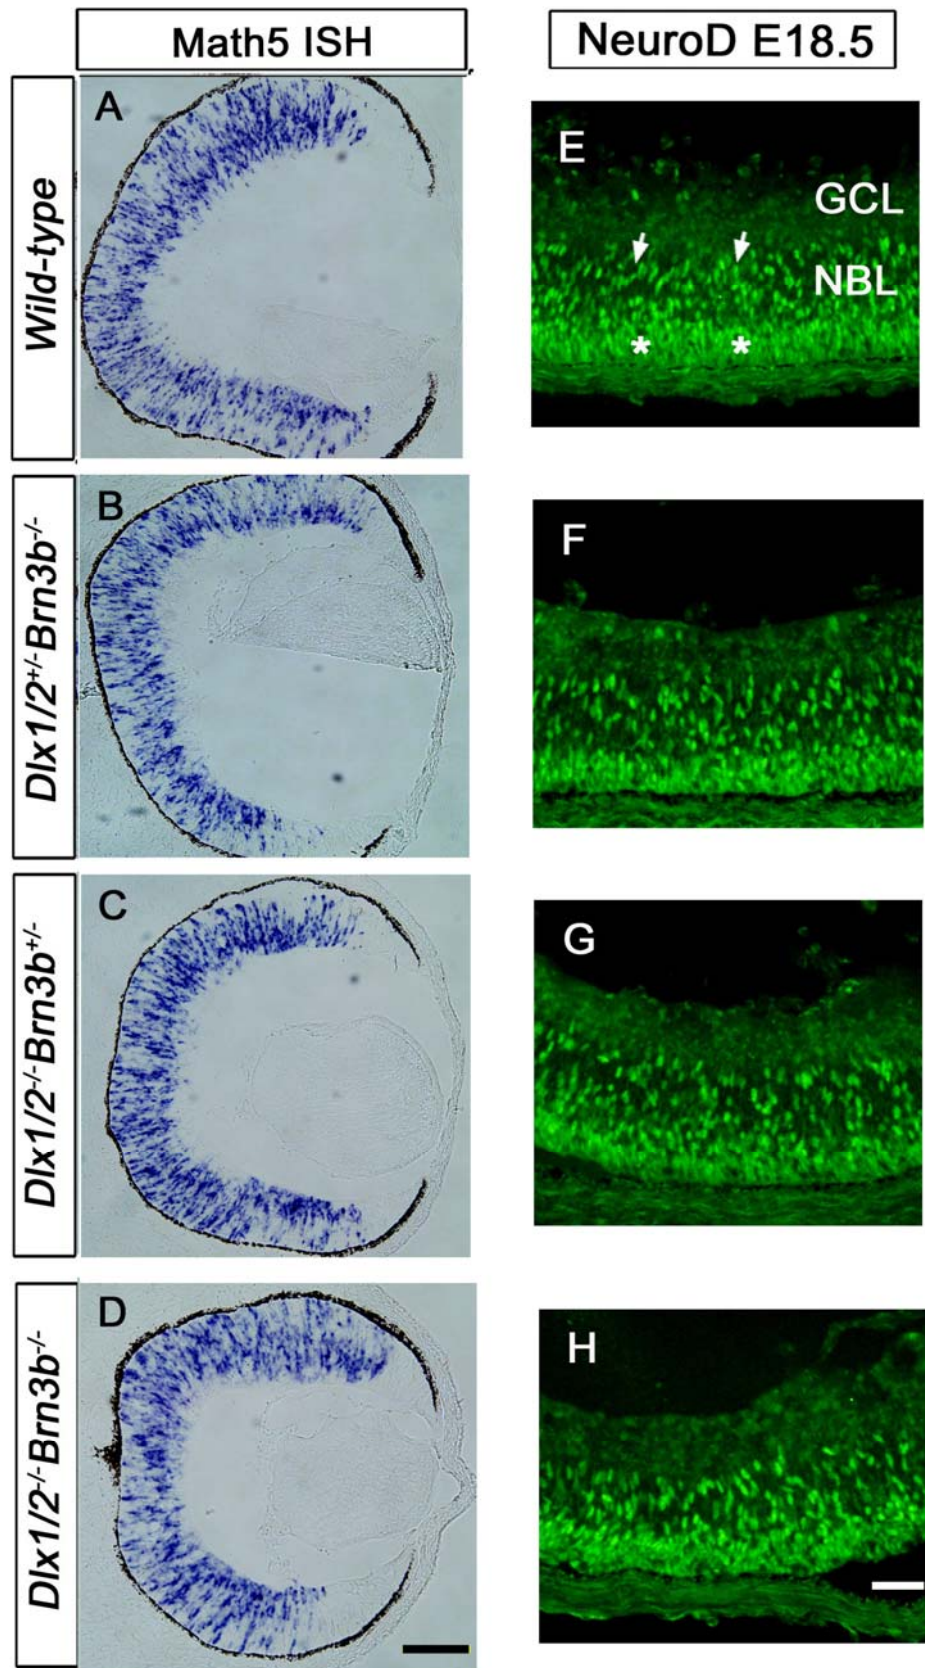 Math5 ISH
NeuroD E18.5
Wild-type
A
E
GCL
NBL
* *
Dlx1/2+/-Brn3b-/-
B
F
Dlx1/2-/-Brn3b+/-
C
G
Dlx1/2-/-Brn3b-/-
D
H